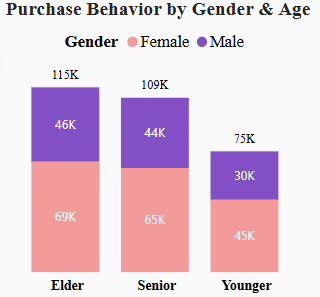 Purchase Behavior by Gender & Age
Gender Female Male
115K
109K
75K
46K
44K
30K
69K
65K
45K
Elder Senior Younger